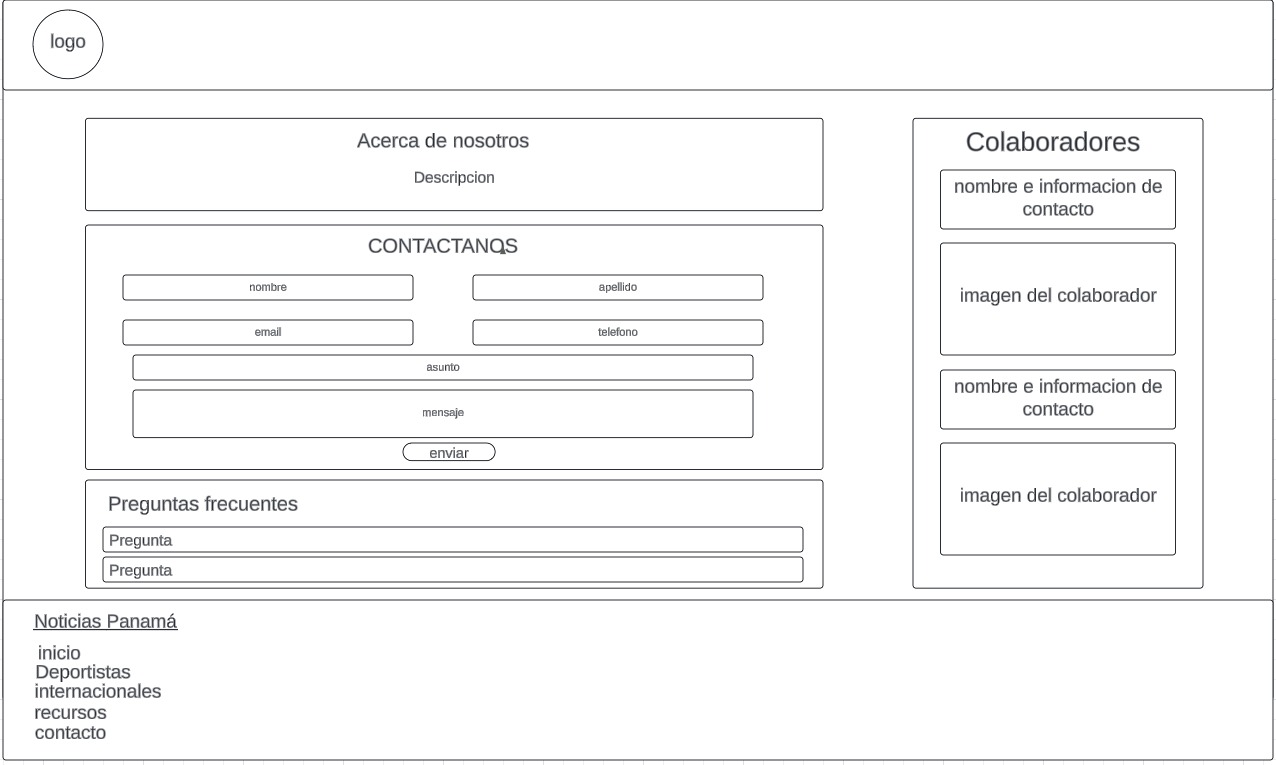 logo
Acerca de nosotros
Descripcion
CONTACTANOS
nombre
apellido
email
telefono
asunto
mensaje
enviar
Preguntas frecuentes
Pregunta
Pregunta
Colaboradores
nombre e informacion de
contacto
imagen del colaborador
nombre e informacion de
contacto
imagen del colaborador
Noticias Panamá
inicio
Deportistas
internacionales
recursos
contacto